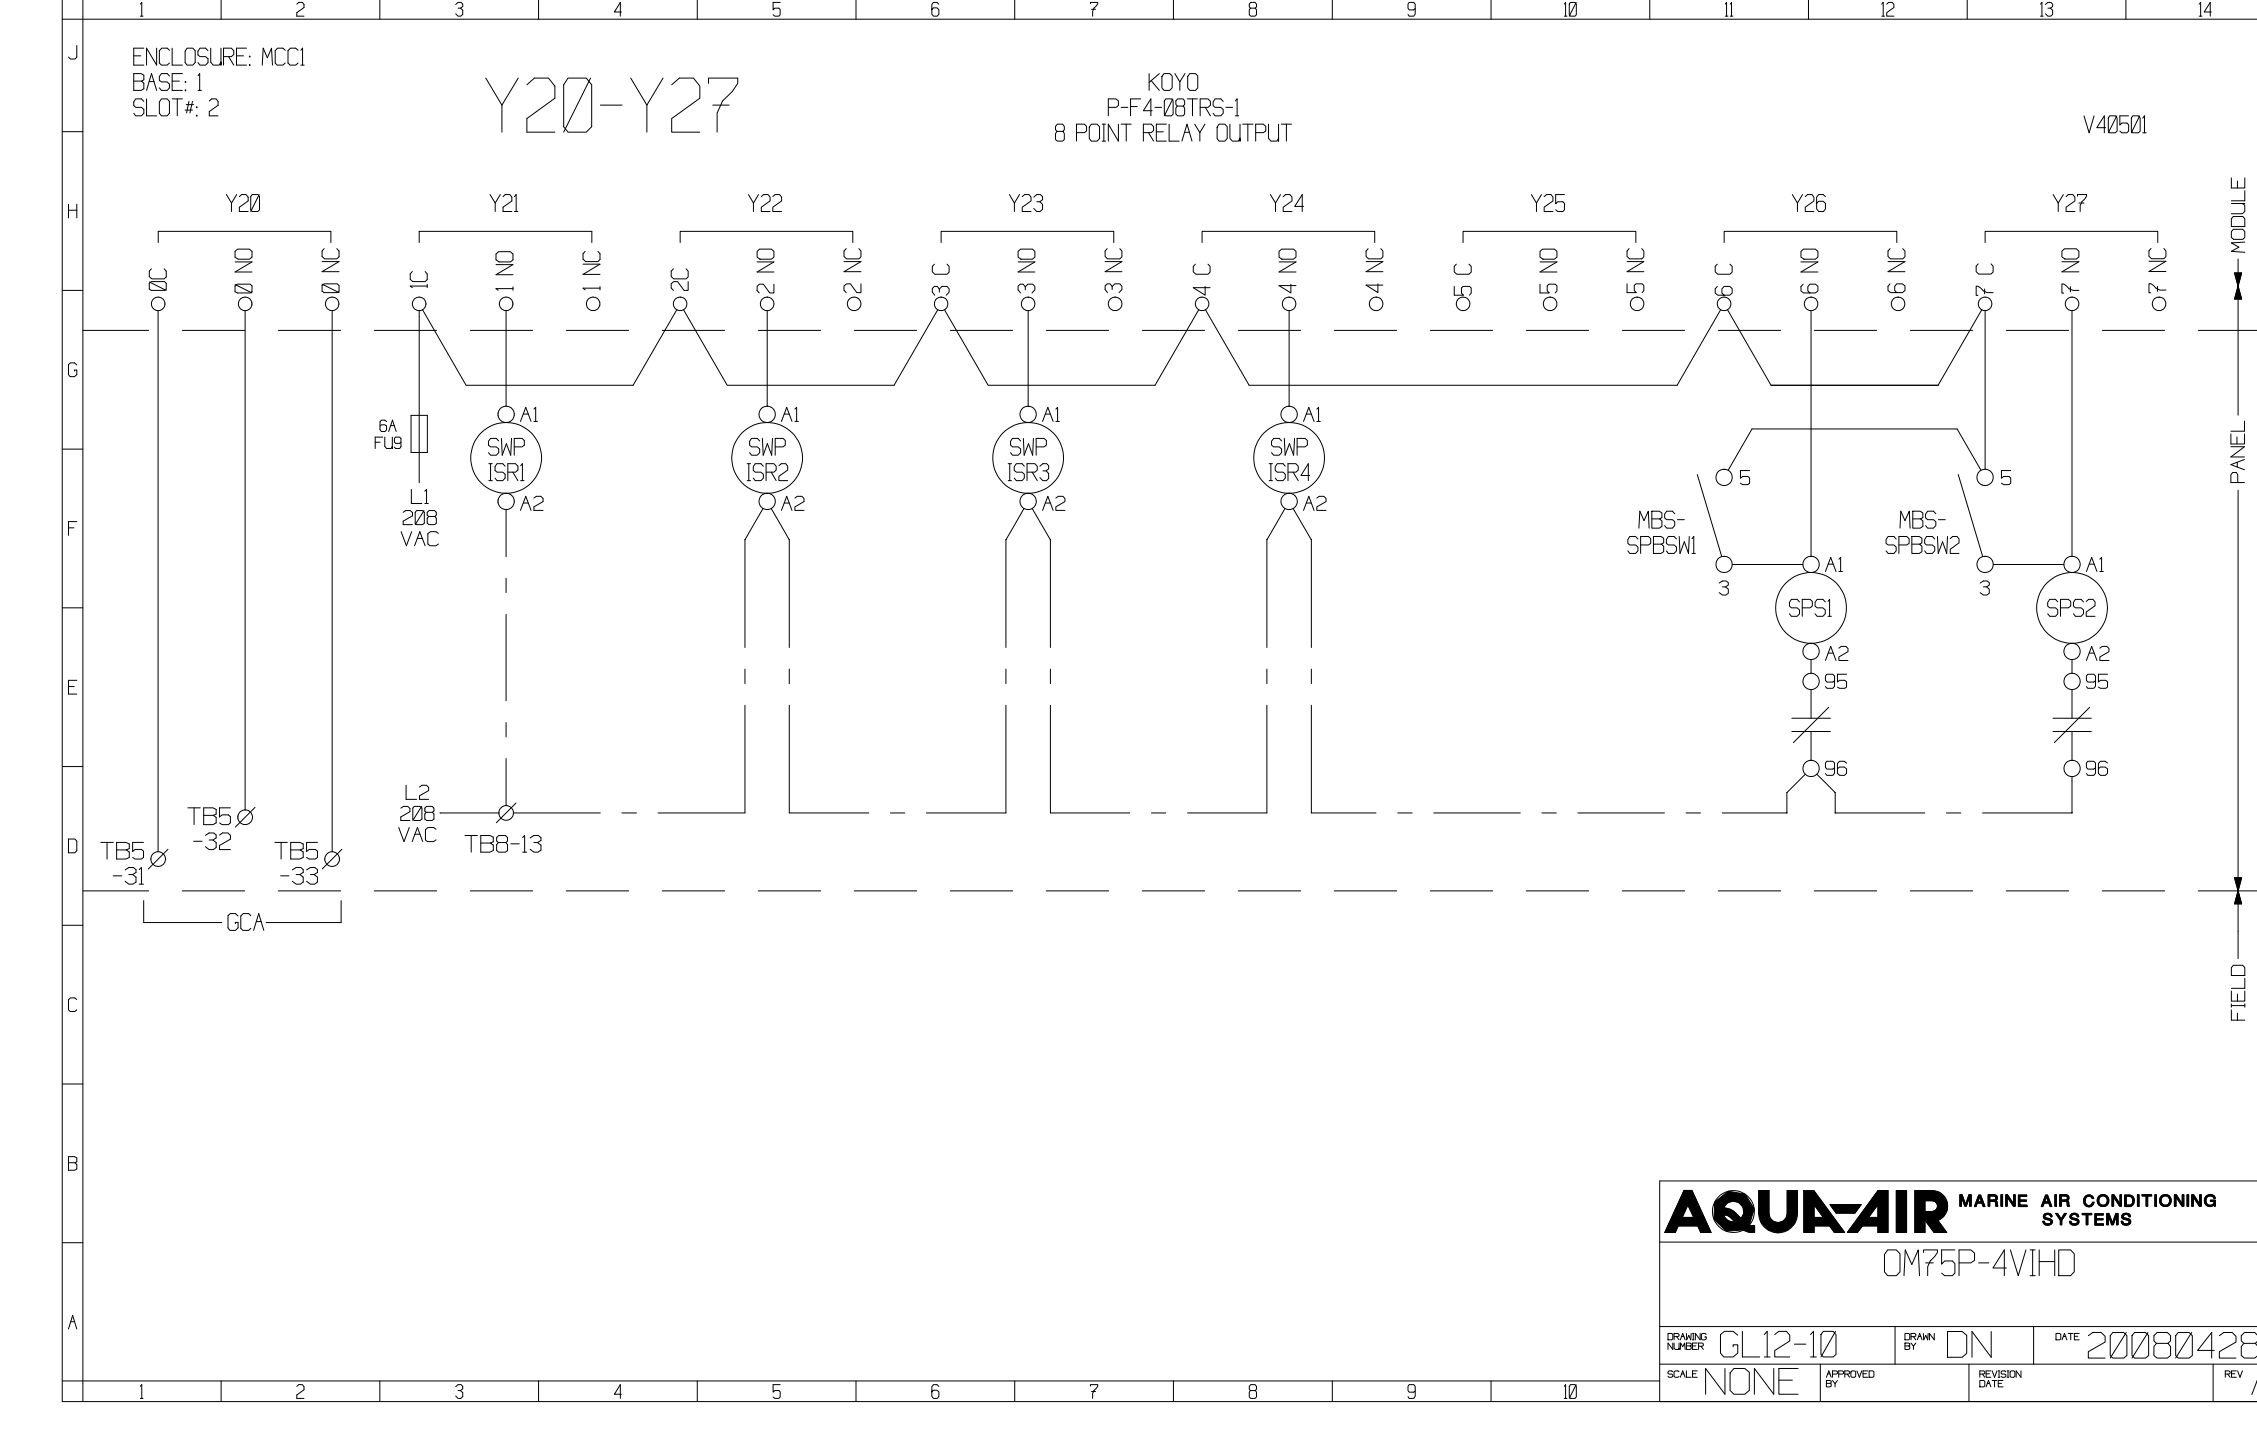 1 2 3 4 5 6 7 8 9 10 11 12 13 14
J
ENCLOSURE: MCC1
BASE: 1
SLOT#: 2
Y20-Y27
KOYO
P-F4-08TRS-1
8 POINT RELAY OUTPUT
V40501
H
Y20 Y21 Y22 Y23 Y24 Y25 Y26 Y27
MODULE
0C 0 NO 0 NC 1C 1 NO 1 NC 2C 2 NO 2 NC 3 C 3 NO 3 NC 4 C 4 NO 4 NC 5 C 5 NO 5 NC 6 C 6 NO 6 NC 7 C 7 NO 7 NC
G
A1 A1 A1 A1
6A
FU9
SWP
ISR1
SWP
ISR2
SWP
ISR3
SWP
ISR4
A2 A2 A2 A2
PANEL
L1
208
VAC
F
5 5
MBS-
SPBSW1
MBS-
SPBSW2
A1 A1
3 3
SPS1 SPS2
A2 A2
E
95 95
96 96
L2
208
VAC
TB8-13
D
TB5
-31
TB5
-32
TB5
-33
GCA
FIELD
C
B
A
AQUA-AIR MARINE AIR CONDITIONING
SYSTEMS
OM75P-4VIHD
DRAWING
NUMBER GL12-10
DRAWN
BY DN
DATE 20080428
SCALE NONE
APPROVED
BY
REVISION
DATE
REV
1 2 3 4 5 6 7 8 9 10